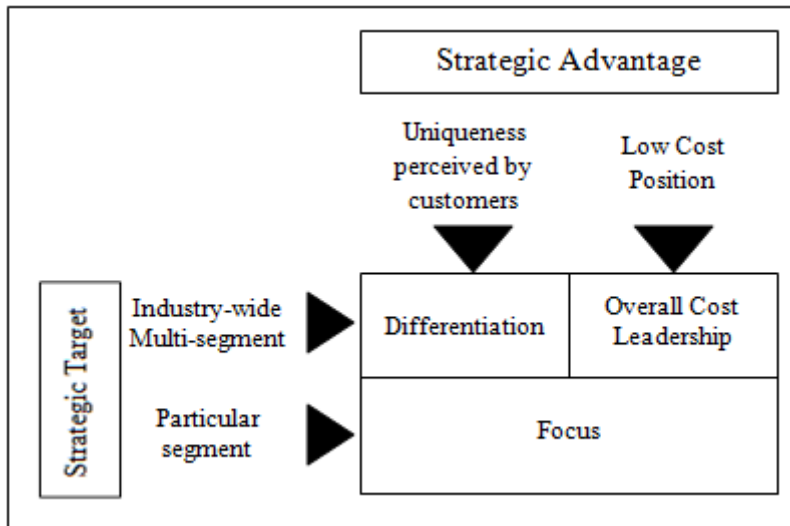 Strategic Advantage
Uniqueness
perceived by
customers
Low Cost
Position
Strategic Target
Industry-wide
Multi-segment
Differentiation
Overall Cost
Leadership
Particular
segment
Focus